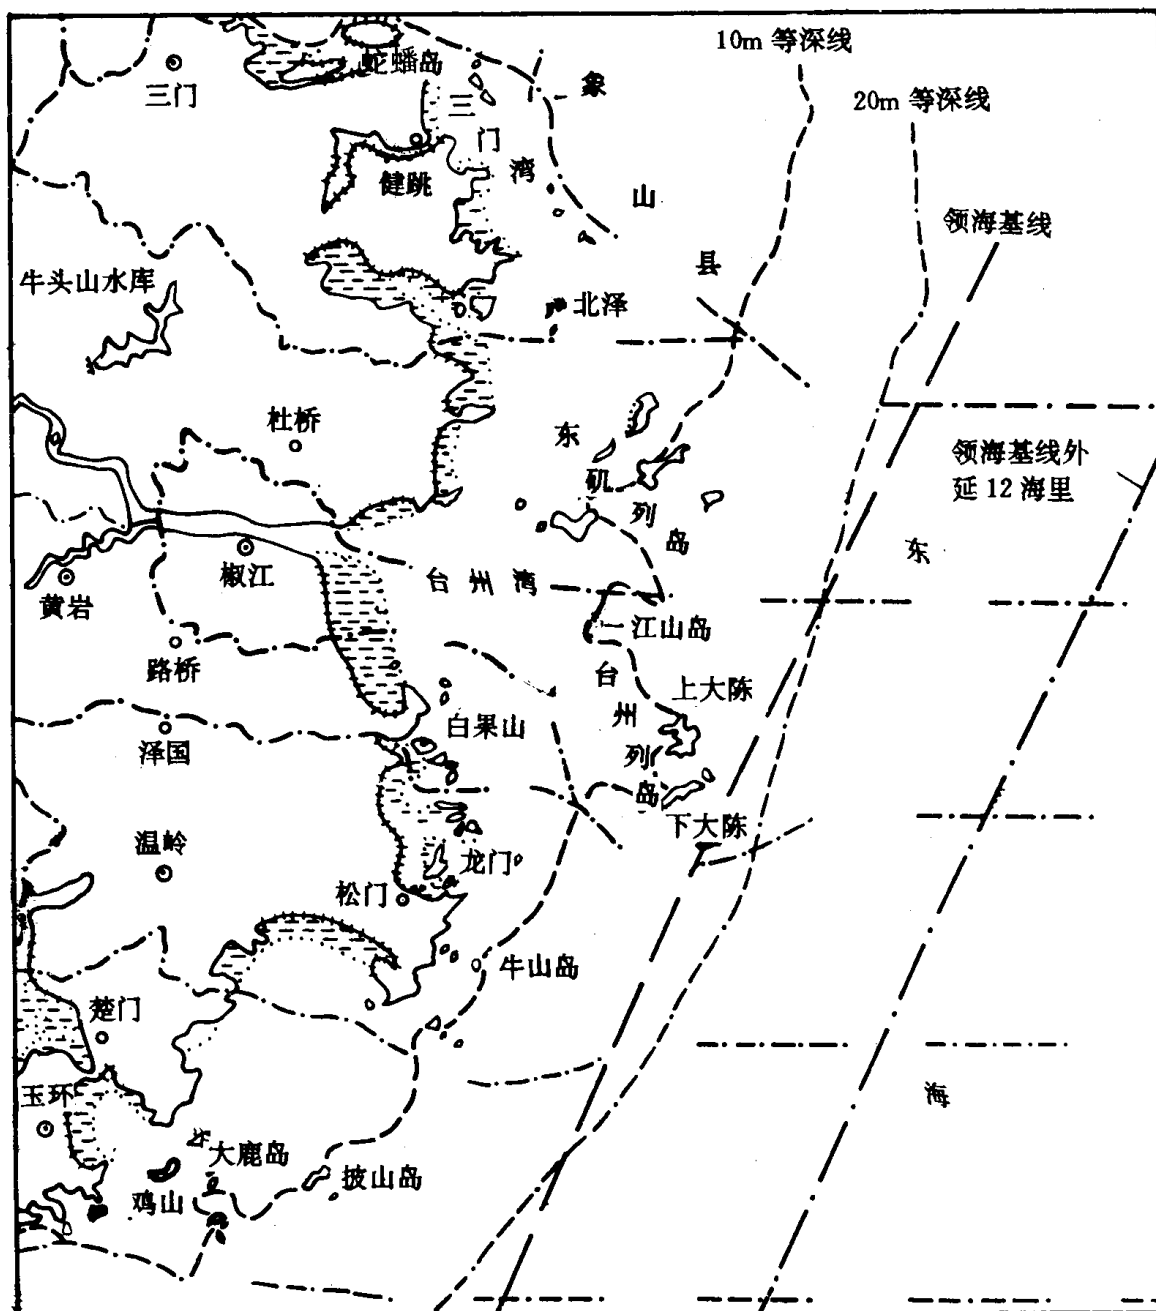 10m 等深线
20m 等深线
领海基线
领海基线外
延 12 海里
三门
蛇蟠岛
象
山
县
三
门
湾
健跳
牛头山水库
北泽
杜桥
东
矶
列
岛
东
海
椒江
黄岩
台州湾
路桥
一江山岛
台
州
列
岛
上大陈
白果山
泽国
下大陈
温岭
龙门
松门
牛山岛
楚门
玉环
大鹿岛
披山岛
鸡山